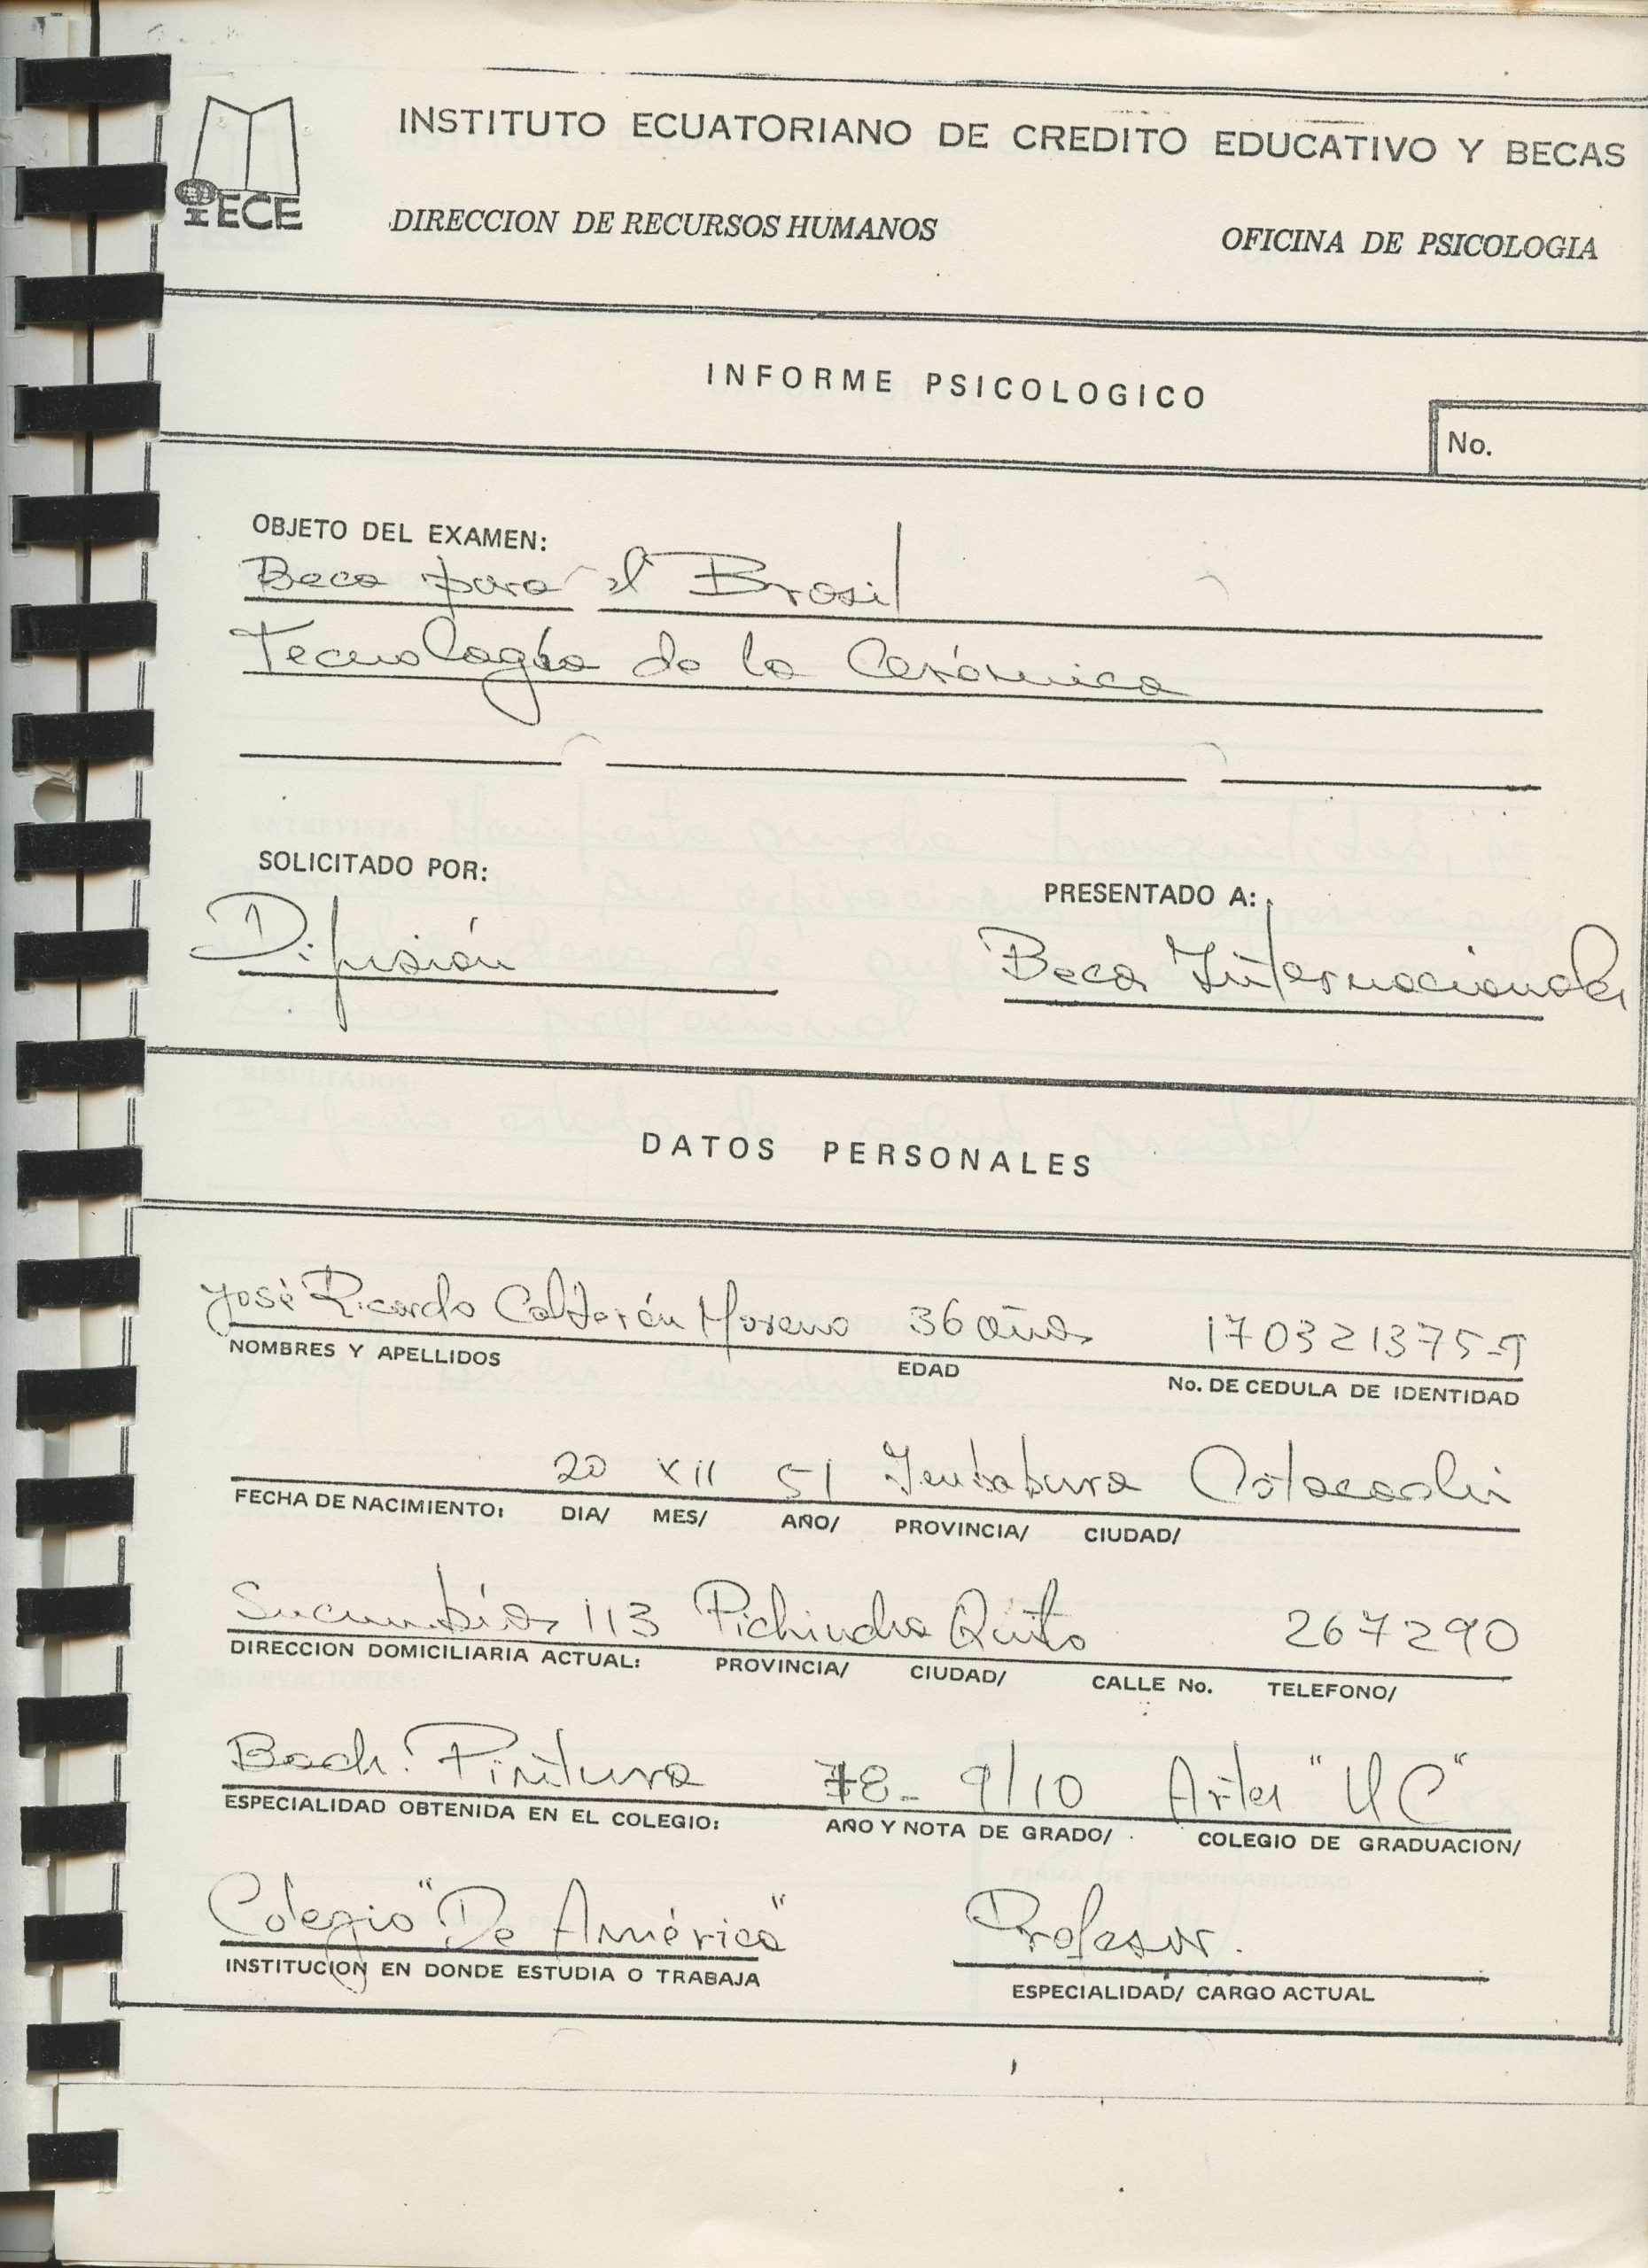 INSTITUTO ECUATORIANO DE CREDITO EDUCATIVO Y BECAS
IECE
DIRECCION DE RECURSOS HUMANOS OFICINA DE PSICOLOGIA
INFORME PSICOLOGICO
No.
OBJETO DEL EXAMEN:
Beca para el Brasil
Tecnología de la Cerámica
SOLICITADO POR: PRESENTADO A:
Difusión Beca Internacional
DATOS PERSONALES
José Ricardo Calderón Moreno 36 años 170321375-
NOMBRES Y APELLIDOS EDAD No. DE CEDULA DE IDENTIDAD
20 XII 51 Imbabura Cotacachi
FECHA DE NACIMIENTO: DIA/ MES/ AÑO/ PROVINCIA/ CIUDAD/
Sucumbíos 113 Pichincha Quito 267290
DIRECCION DOMICILIARIA ACTUAL: PROVINCIA/ CIUDAD/ CALLE No. TELEFONO/
Bach. Pintura 78- 9/10 Artes "UC"
ESPECIALIDAD OBTENIDA EN EL COLEGIO: AÑO Y NOTA DE GRADO/ COLEGIO DE GRADUACION/
Colegio "De América" Profesor.
INSTITUCION EN DONDE ESTUDIA O TRABAJA ESPECIALIDAD/ CARGO ACTUAL